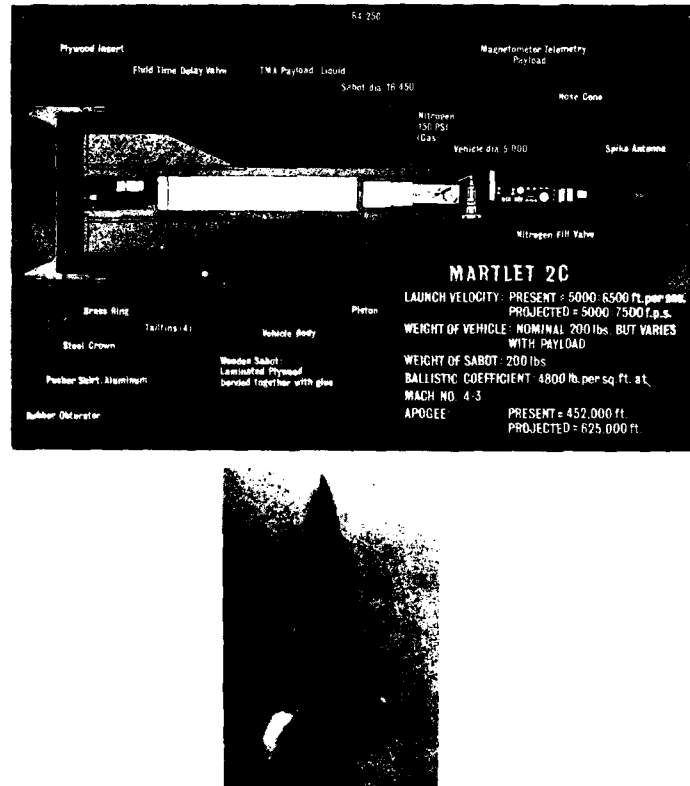 64.250
Plywood Insert
Magnetometer Telemetry
Payload
Fluid Time Delay Valve
TMA Payload Liquid
Sabot dia 16.450
Nose Cone
Nitrogen
150 PSI
(Gas)
Vehicle dia 5.000
Spike Antenna
Nitrogen Fill Valve
MARTLET 2C
LAUNCH VELOCITY: PRESENT = 5000:6500 ft. per sec.
PROJECTED = 5000:7500 f.p.s.
WEIGHT OF VEHICLE: NOMINAL 200 lbs. BUT VARIES
WITH PAYLOAD
WEIGHT OF SABOT: 200 lbs
BALLISTIC COEFFICIENT: 4800 lb. per sq. ft. at
MACH NO. 4·3
APOGEE: PRESENT = 452,000 ft.
PROJECTED = 625,000 ft.
Brass Ring
Piston
Tailfins (4)
Vehicle Body
Steel Crown
Wooden Sabot:
Laminated Plywood
bonded together with glue
Pusher Skirt: Aluminum
Rubber Obturator